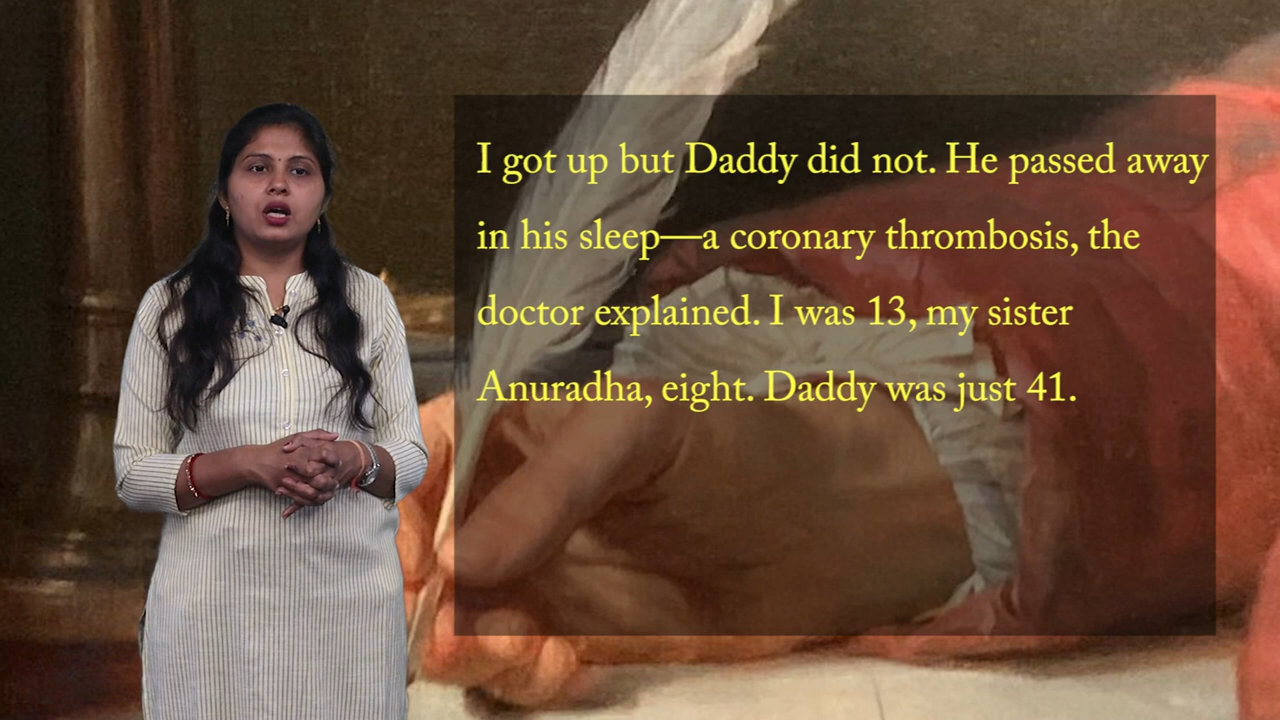 I got up but Daddy did not. He passed away
in his sleep—a coronary thrombosis, the
doctor explained. I was 13, my sister
Anuradha, eight. Daddy was just 41.